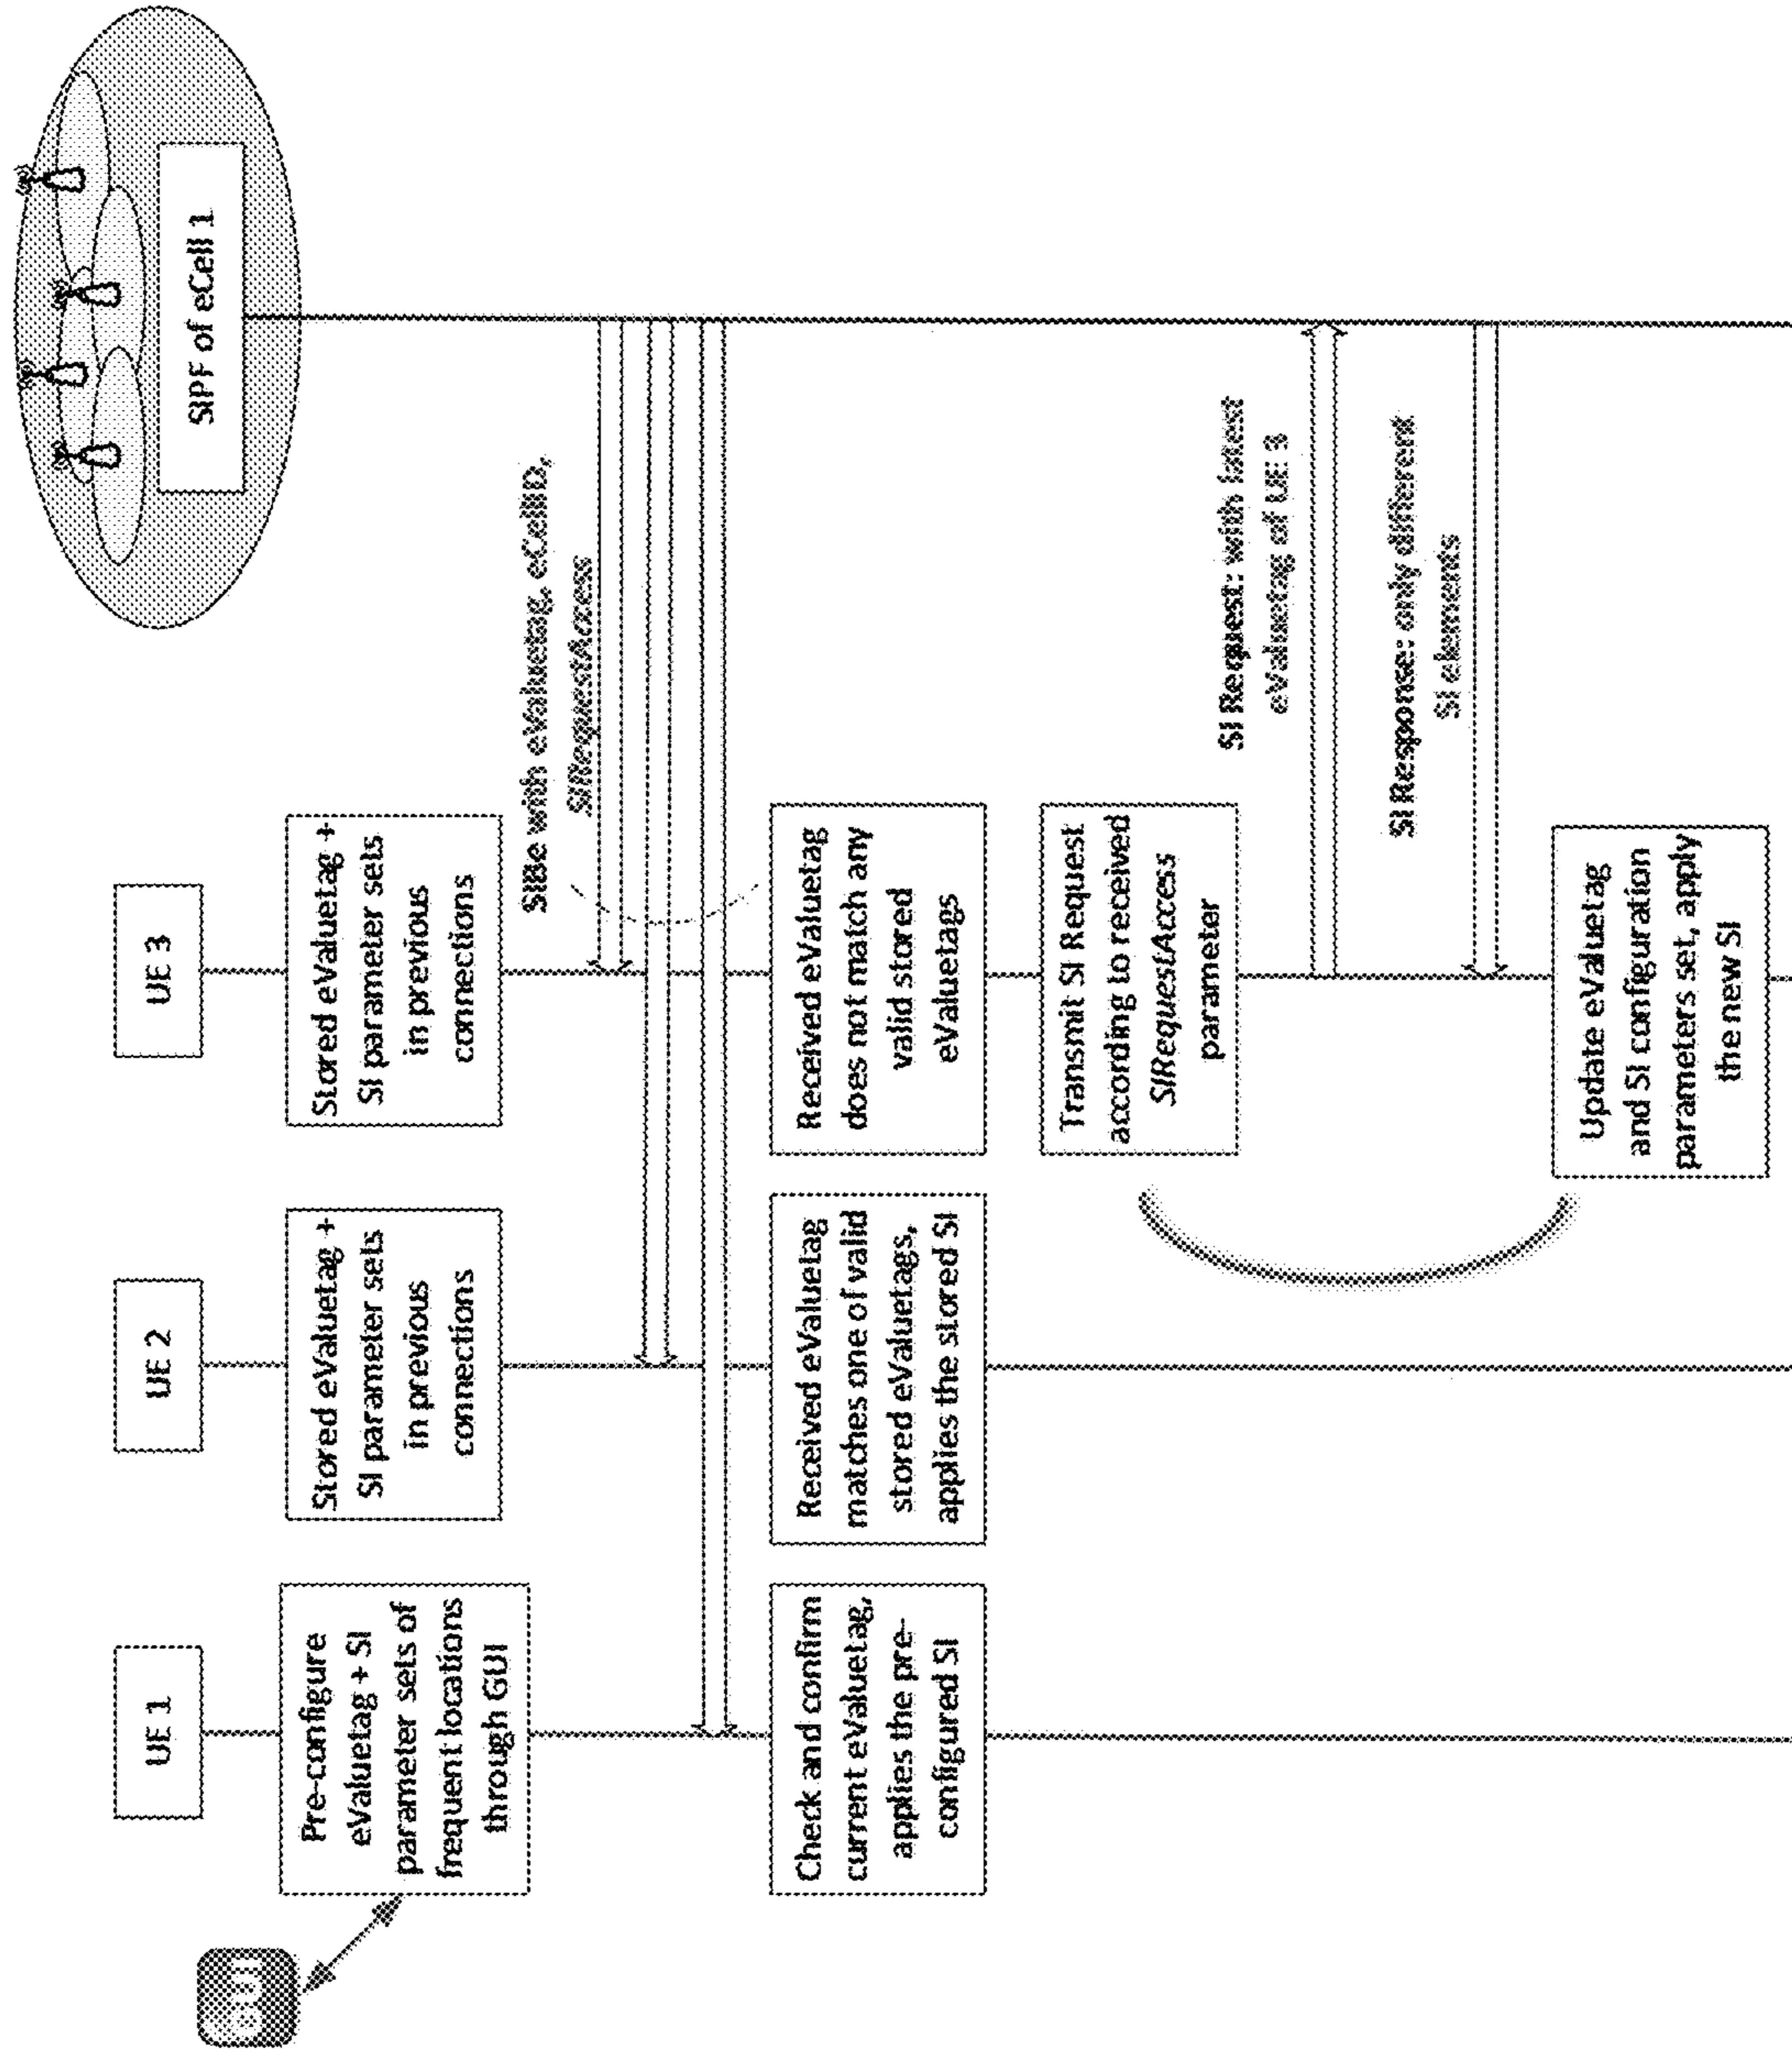 GUI
UE 1
UE 2
UE 3
SIPF of eCell 1
Pre-configure
eValuetag + SI
parameter sets of
frequent locations
through GUI
Stored eValuetag +
SI parameter sets
in previous
connections
Stored eValuetag +
SI parameter sets
in previous
connections
SIBe with eValuetag, eCellID,
SIRequestAccess
Check and confirm
current eValuetag,
applies the pre-
configured SI
Received eValuetag
matches one of valid
stored eValuetags,
applies the stored SI
Received eValuetag
does not match any
valid stored
eValuetags
Transmit SI Request
according to received
SIRequestAccess
parameter
SI Request: with latest
eValuetag of UE 3
SI Response: only different
SI elements
Update eValuetag
and SI configuration
parameters set, apply
the new SI